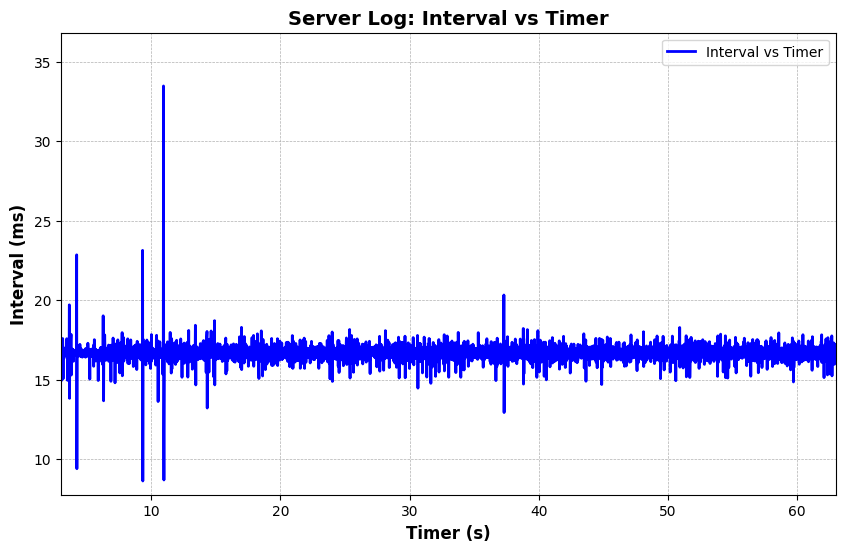 Server Log: Interval vs Timer
Interval vs Timer
Interval (ms)
35
30
25
20
15
10
10 20 30 40 50 60
Timer (s)